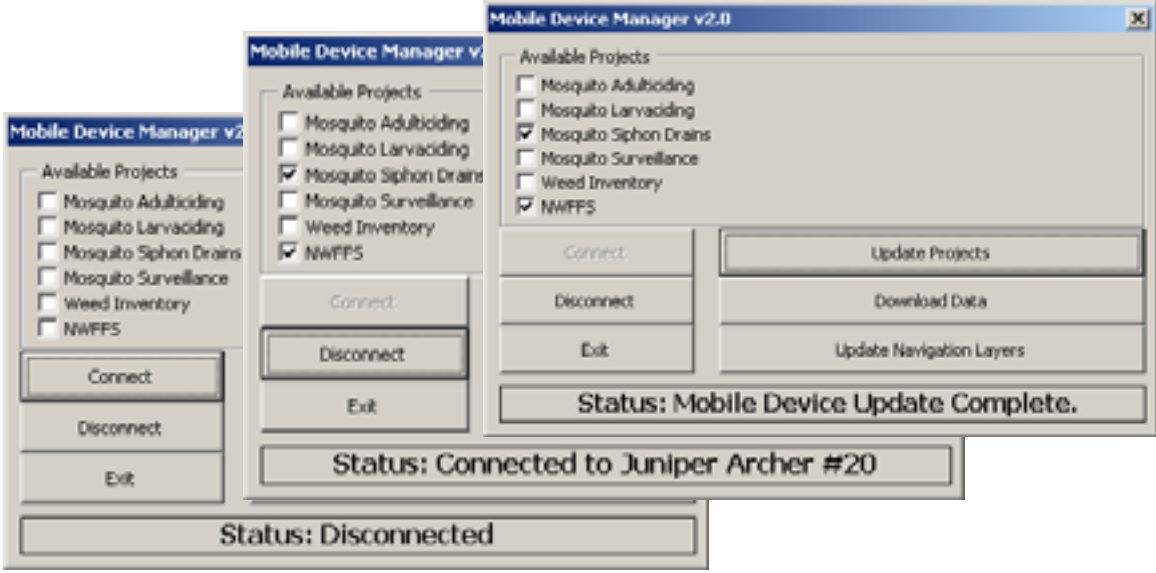 Mobile Device Manager v2
Available Projects
Mosquito Adulticiding
Mosquito Larvaciding
Mosquito Siphon Drains
Mosquito Surveillance
Weed Inventory
NWFFS
Connect
Disconnect
Exit
Status: Disconnected
Mobile Device Manager v2
Available Projects
Mosquito Adulticiding
Mosquito Larvaciding
Mosquito Siphon Drains
Mosquito Surveillance
Weed Inventory
NWFFS
Connect
Disconnect
Exit
Status: Connected to Juniper Archer #20
Mobile Device Manager v2.0
Available Projects
Mosquito Adulticiding
Mosquito Larvaciding
Mosquito Siphon Drains
Mosquito Surveillance
Weed Inventory
NWFFS
Connect
Update Projects
Disconnect
Download Data
Exit
Update Navigation Layers
Status: Mobile Device Update Complete.